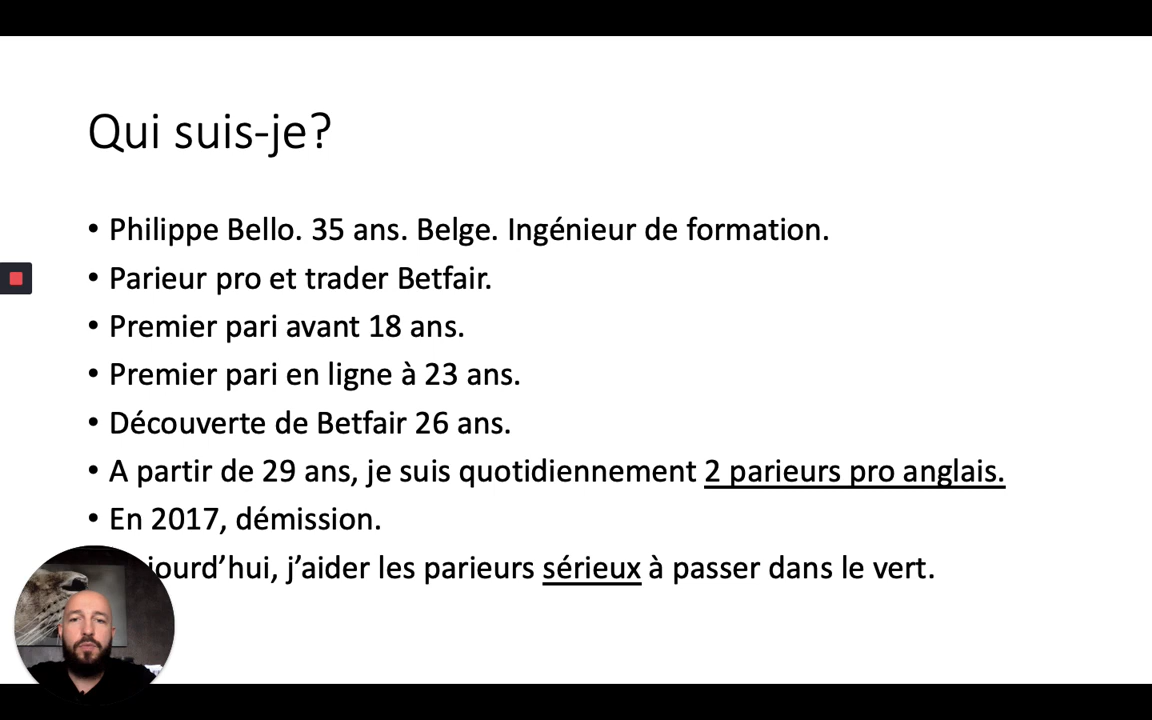 Qui suis-je?
• Philippe Bello. 35 ans. Belge. Ingénieur de formation.
• Parieur pro et trader Betfair.
• Premier pari avant 18 ans.
• Premier pari en ligne à 23 ans.
• Découverte de Betfair 26 ans.
• A partir de 29 ans, je suis quotidiennement 2 parieurs pro anglais.
• En 2017, démission.
j’aider les parieurs sérieux à passer dans le vert.